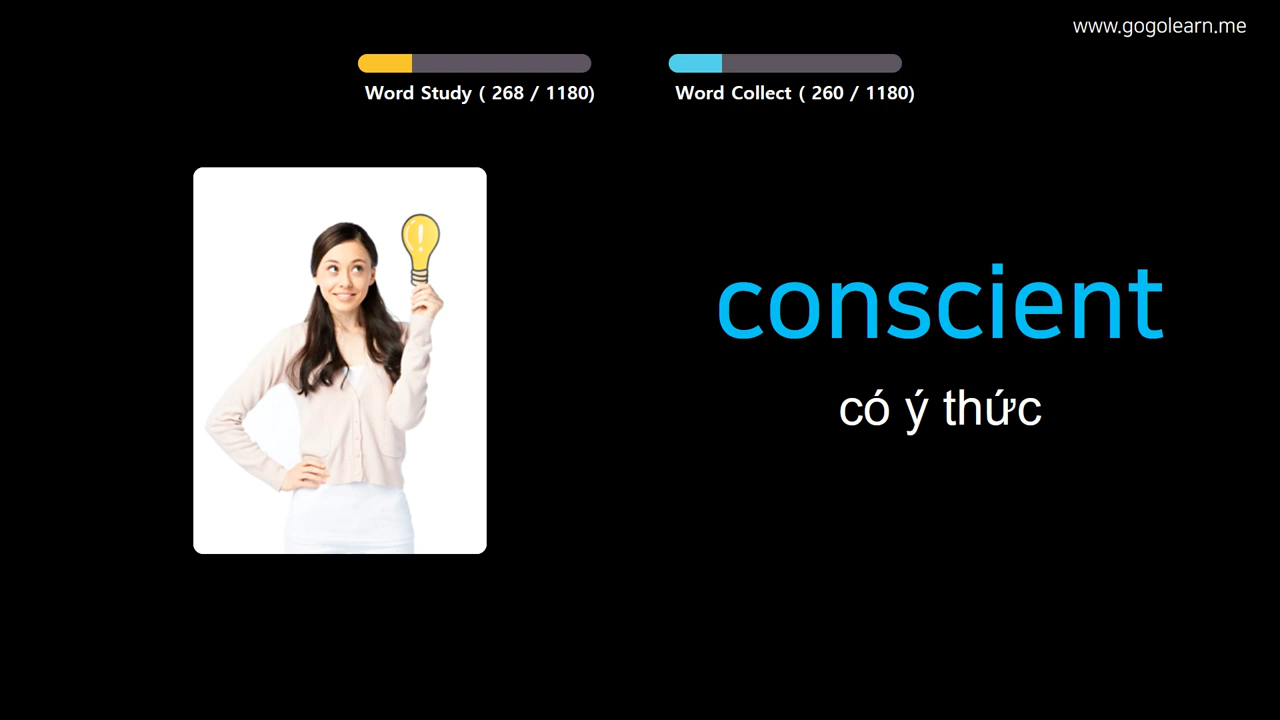 www.gogolearn.me
Word Study ( 268 / 1180)
Word Collect ( 260 / 1180)
conscient
có ý thức